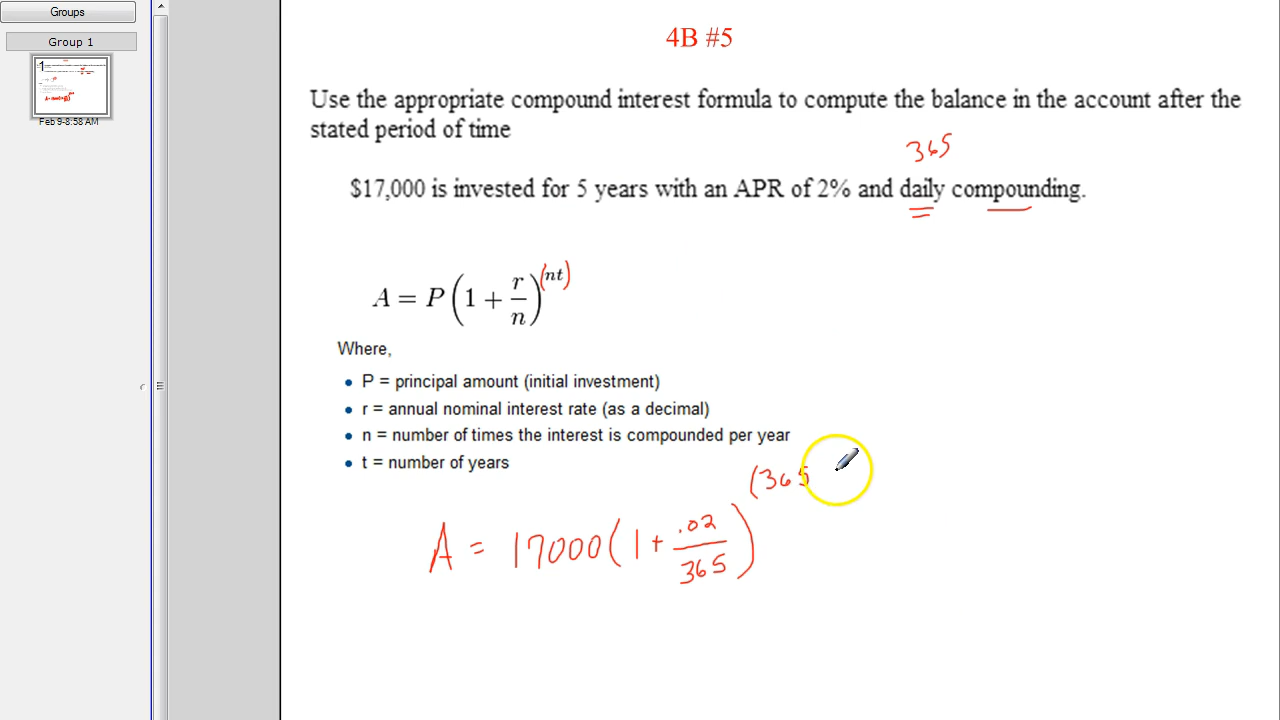 Groups
Group 1
Feb 9-8:58 AM
4B #5
Use the appropriate compound interest formula to compute the balance in the account after the
stated period of time
365
$17,000 is invested for 5 years with an APR of 2% and daily compounding.
A = P(1 + r/n)^(nt)
Where,
• P = principal amount (initial investment)
• r = annual nominal interest rate (as a decimal)
• n = number of times the interest is compounded per year
• t = number of years
A = 17000(1 + .02/365)^(365